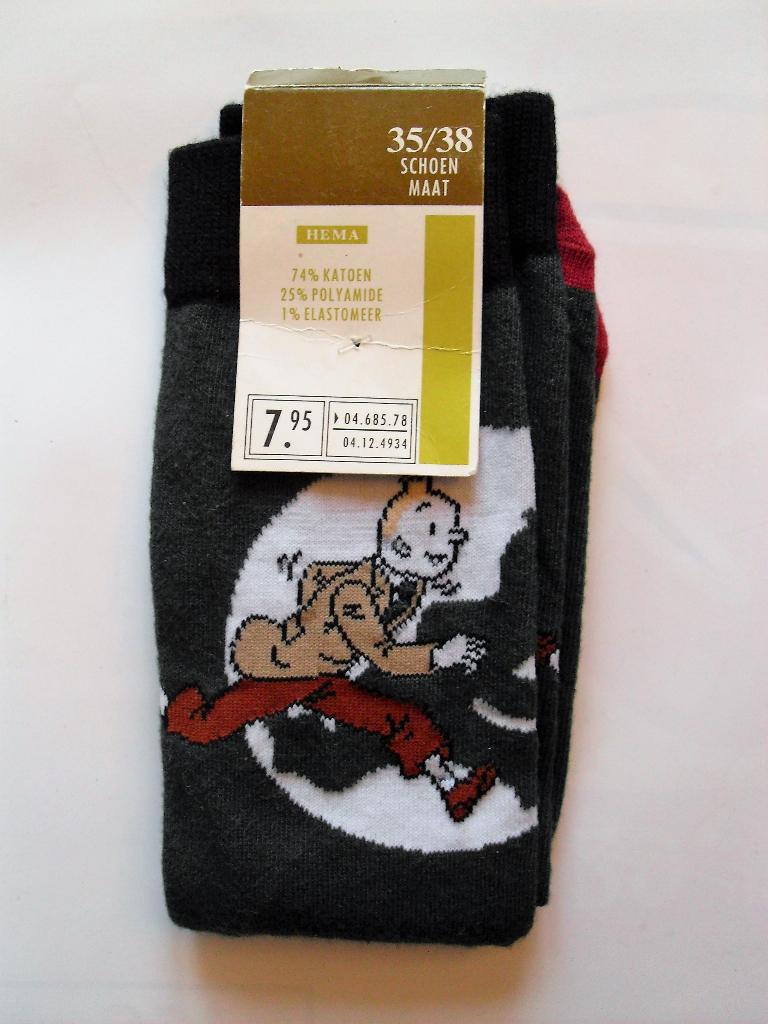 35/38
SCHOEN
MAAT
HEMA
74% KATOEN
25% POLYAMIDE
1% ELASTOMEER
7.95
04.685.78
04.12.4934